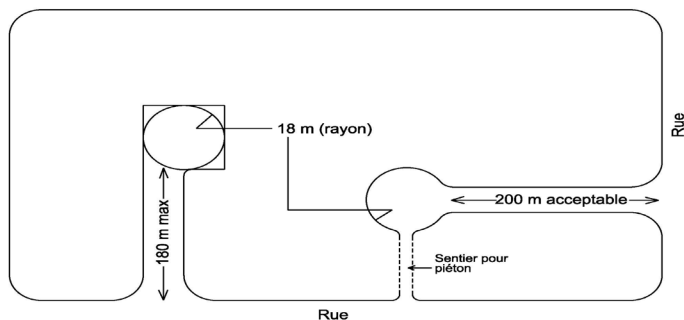 18 m (rayon)
Rue
200 m acceptable
180 m max
Sentier pour
piéton
Rue